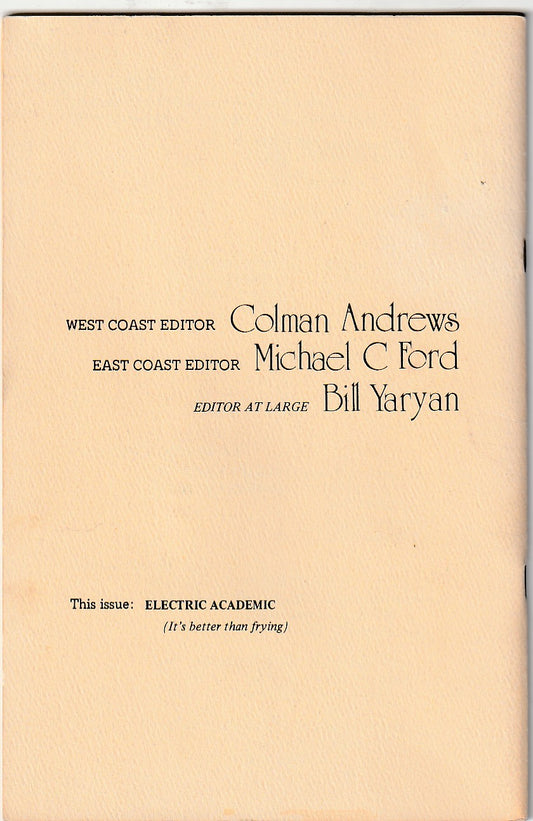 WEST COAST EDITOR Colman Andrews
EAST COAST EDITOR Michael C Ford
EDITOR AT LARGE Bill Yaryan
This issue: ELECTRIC ACADEMIC
(It's better than frying)